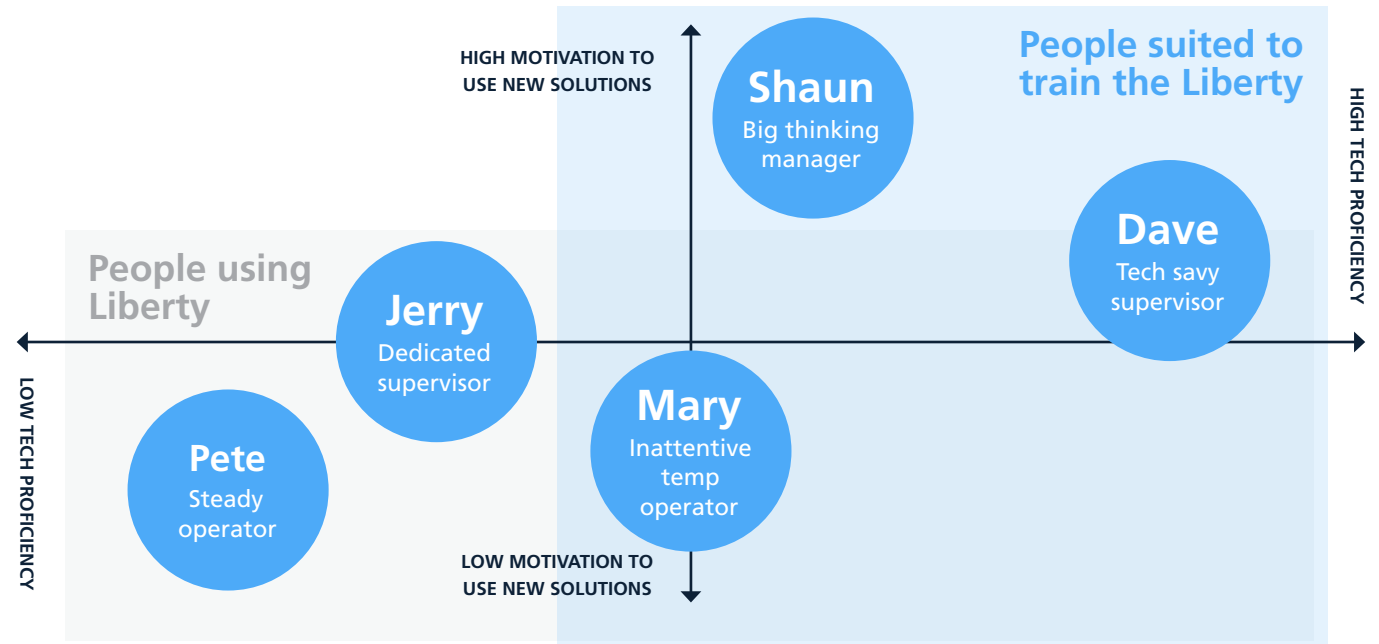 HIGH MOTIVATION TO
USE NEW SOLUTIONS
Shaun
Big thinking
manager
People suited to
train the Liberty
HIGH TECH PROFICIENCY
Dave
Tech savy
supervisor
People using
Liberty
Jerry
Dedicated
supervisor
LOW TECH PROFICIENCY
Pete
Steady
operator
Mary
Inattentive
temp
operator
LOW MOTIVATION TO
USE NEW SOLUTIONS